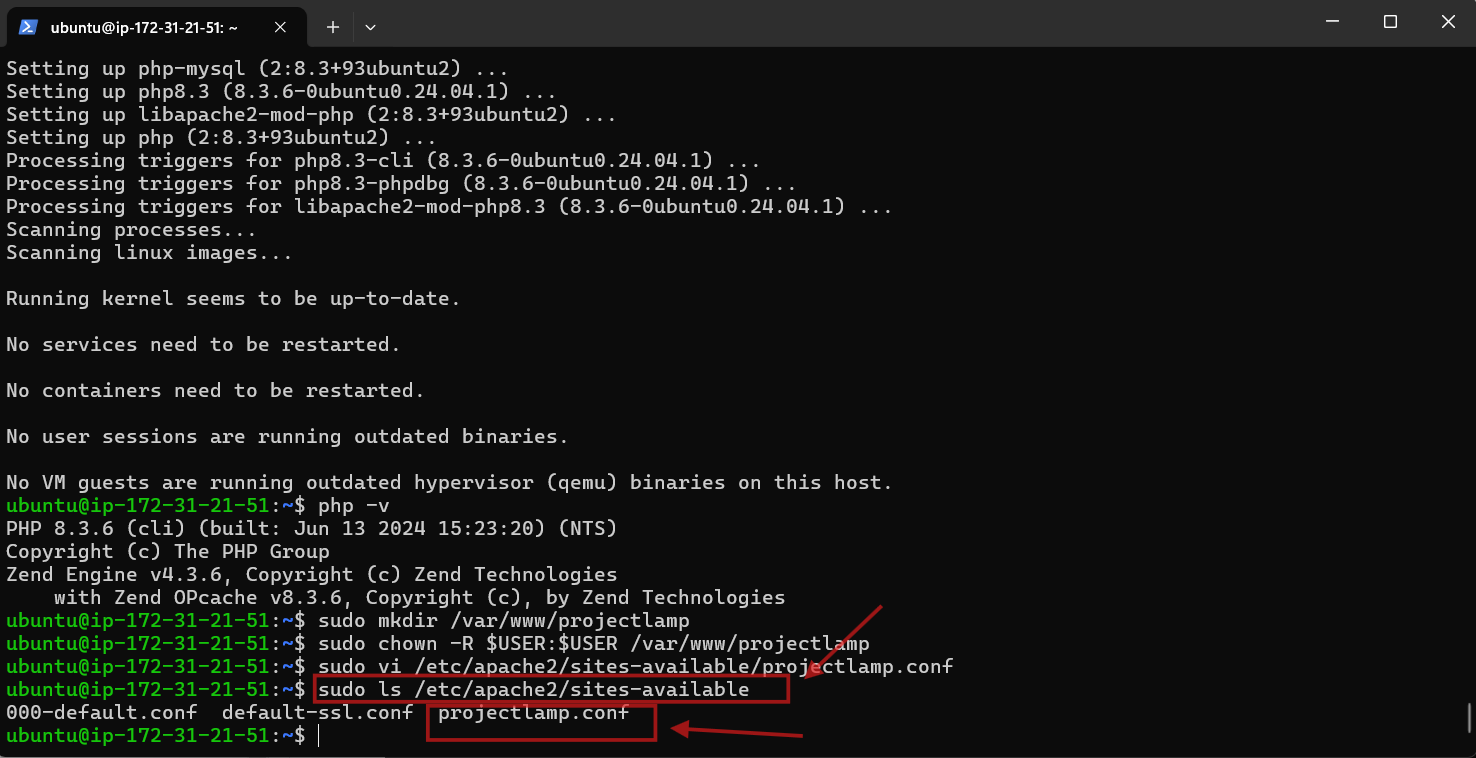 ubuntu@ip-172-31-21-51: ~
Setting up php-mysql (2:8.3+93ubuntu2) ...
Setting up php8.3 (8.3.6-0ubuntu0.24.04.1) ...
Setting up libapache2-mod-php (2:8.3+93ubuntu2) ...
Setting up php (2:8.3+93ubuntu2) ...
Processing triggers for php8.3-cli (8.3.6-0ubuntu0.24.04.1) ...
Processing triggers for php8.3-phpdbg (8.3.6-0ubuntu0.24.04.1) ...
Processing triggers for libapache2-mod-php8.3 (8.3.6-0ubuntu0.24.04.1) ...
Scanning processes...
Scanning linux images...
Running kernel seems to be up-to-date.
No services need to be restarted.
No containers need to be restarted.
No user sessions are running outdated binaries.
No VM guests are running outdated hypervisor (qemu) binaries on this host.
ubuntu@ip-172-31-21-51:~$ php -v
PHP 8.3.6 (cli) (built: Jun 13 2024 15:23:20) (NTS)
Copyright (c) The PHP Group
Zend Engine v4.3.6, Copyright (c) Zend Technologies
    with Zend OPcache v8.3.6, Copyright (c), by Zend Technologies
ubuntu@ip-172-31-21-51:~$ sudo mkdir /var/www/projectlamp
ubuntu@ip-172-31-21-51:~$ sudo chown -R $USER:$USER /var/www/projectlamp
ubuntu@ip-172-31-21-51:~$ sudo vi /etc/apache2/sites-available/projectlamp.conf
ubuntu@ip-172-31-21-51:~$ sudo ls /etc/apache2/sites-available
000-default.conf  default-ssl.conf  projectlamp.conf
ubuntu@ip-172-31-21-51:~$